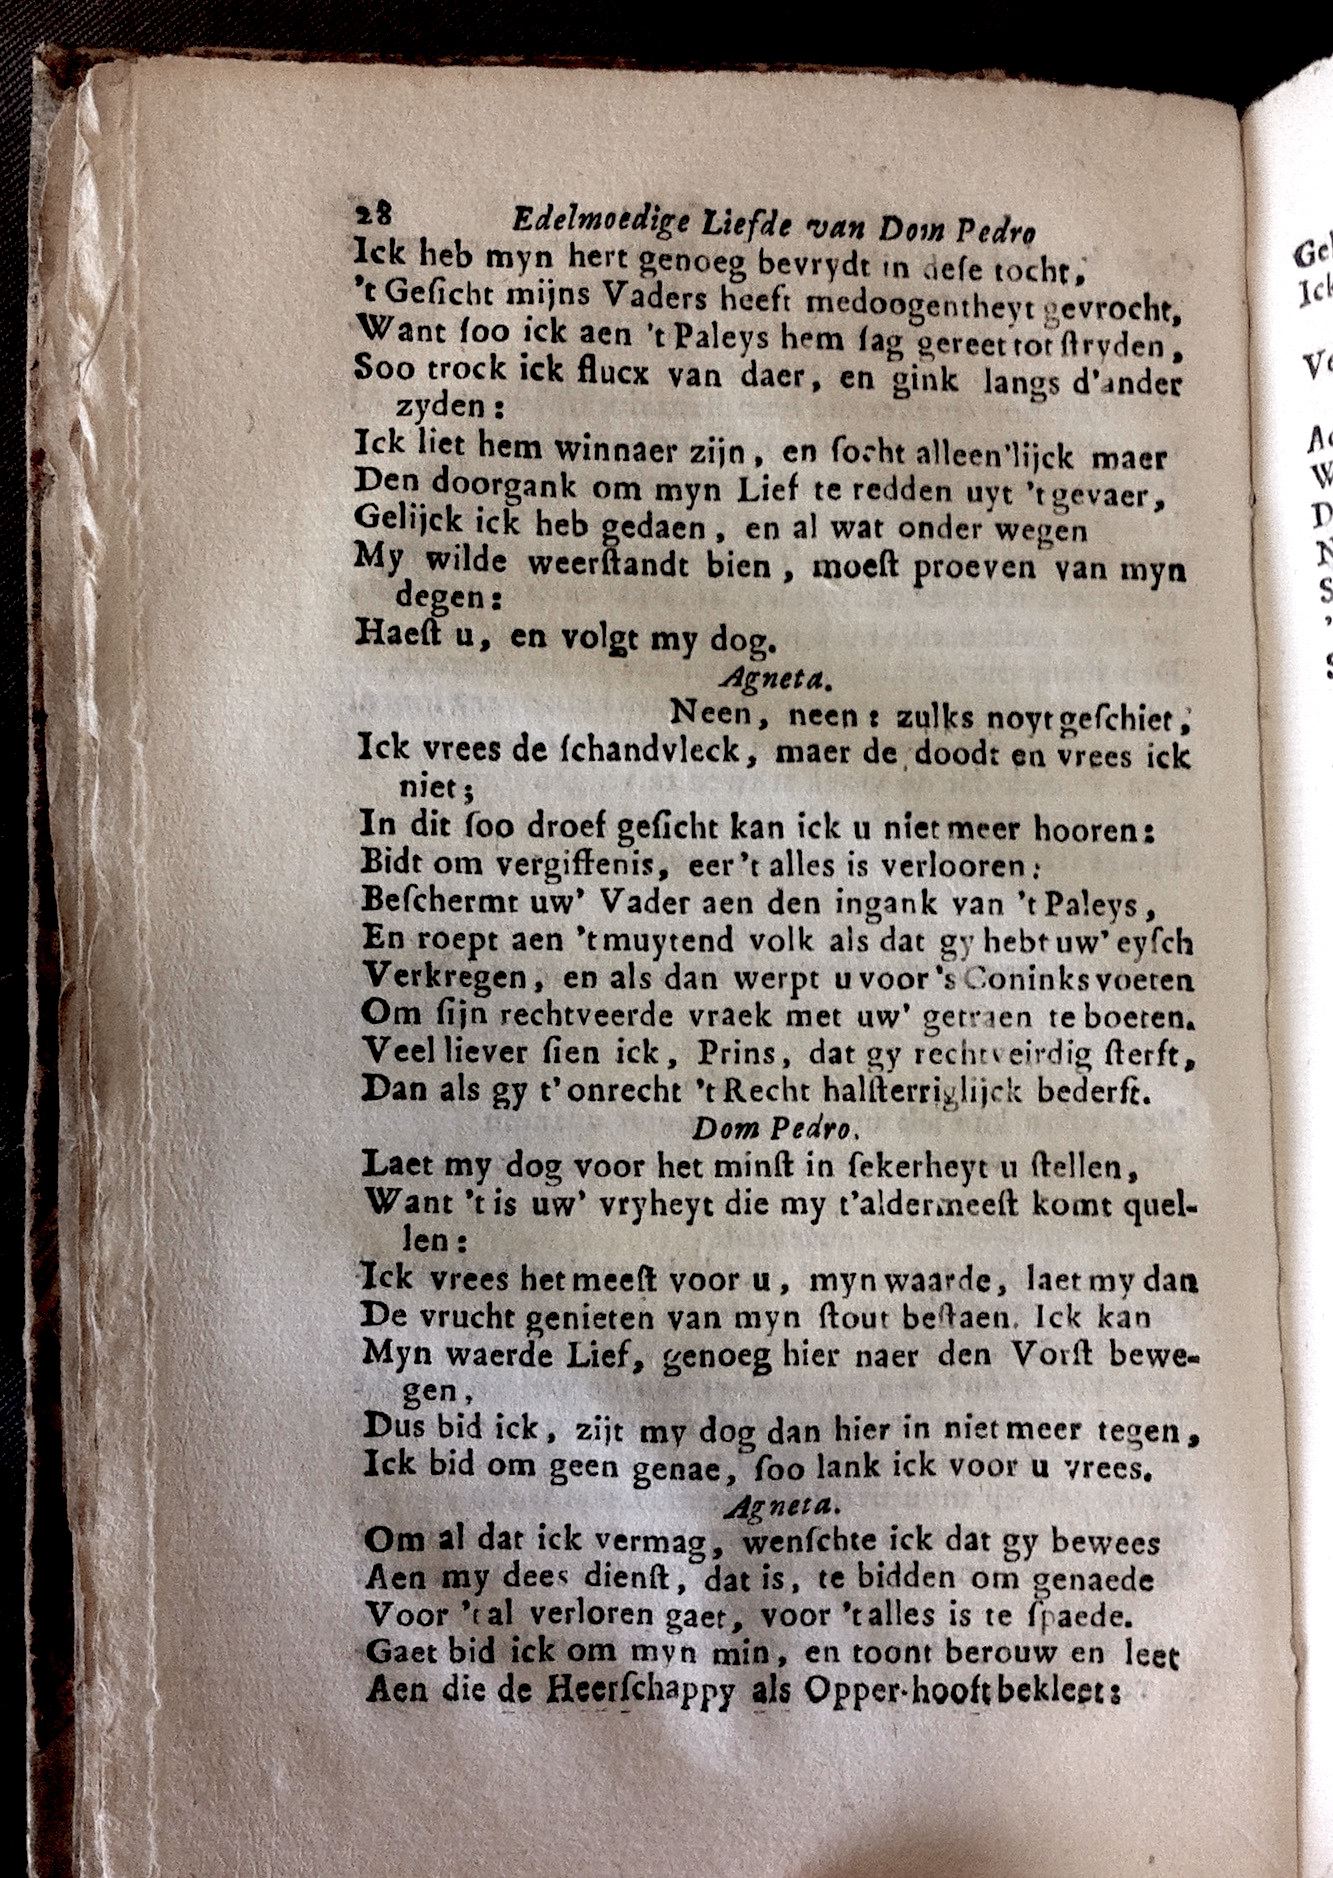 28 Edelmoedige Liefde van Dom Pedro
Ick heb myn hert genoeg bevrydt in deſe tocht,
't Geſicht mijns Vaders heeft medoogentheyt gevrocht,
Want ſoo ick aen 't Paleys hem ſag gereet tot ſtryden,
Soo trock ick flucx van daer, en gink langs d'ander
zyden:
Ick liet hem winnaer zijn, en ſocht alleen'lijck maer
Den doorgank om myn Lief te redden uyt 't gevaer,
Gelijck ick heb gedaen, en al wat onder wegen
My wilde weerſtandt bien, moeſt proeven van myn
degen:
Haeſt u, en volgt my dog.
Agneta.
Neen, neen: zulks noyt geſchiet,
Ick vrees de ſchandvleck, maer de doodt en vrees ick
niet;
In dit ſoo droef geſicht kan ick u niet meer hooren:
Bidt om vergiffenis, eer 't alles is verlooren:
Beſchermt uw' Vader aen den ingank van 't Paleys,
En roept aen 't muytend volk als dat gy hebt uw' eyſch
Verkregen, en als dan werpt u voor 's Coninks voeten
Om ſijn rechtveerde vraek met uw' getraen te boeten.
Veel liever ſien ick, Prins, dat gy rechtveirdig ſterft,
Dan als gy t'onrecht 't Recht halſterriglijck bederft.
Dom Pedro.
Laet my dog voor het minſt in ſekerheyt u ſtellen,
Want 't is uw' vryheyt die my t'aldermeeſt komt quel-
len:
Ick vrees het meeſt voor u, myn waarde, laet my dan
De vrucht genieten van myn ſtout beſtaen. Ick kan
Myn waerde Lief, genoeg hier naer den Vorſt bewe-
gen,
Dus bid ick, zijt my dog dan hier in niet meer tegen,
Ick bid om geen genae, ſoo lank ick voor u vrees.
Agneta.
Om al dat ick vermag, wenſchte ick dat gy bewees
Aen my dees dienſt, dat is, te bidden om genaede
Voor 't al verloren gaet, voor 't alles is te ſpaede.
Gaet bid ick om myn min, en toont berouw en leet
Aen die de Heerſchappy als Opper-hooft bekleet: